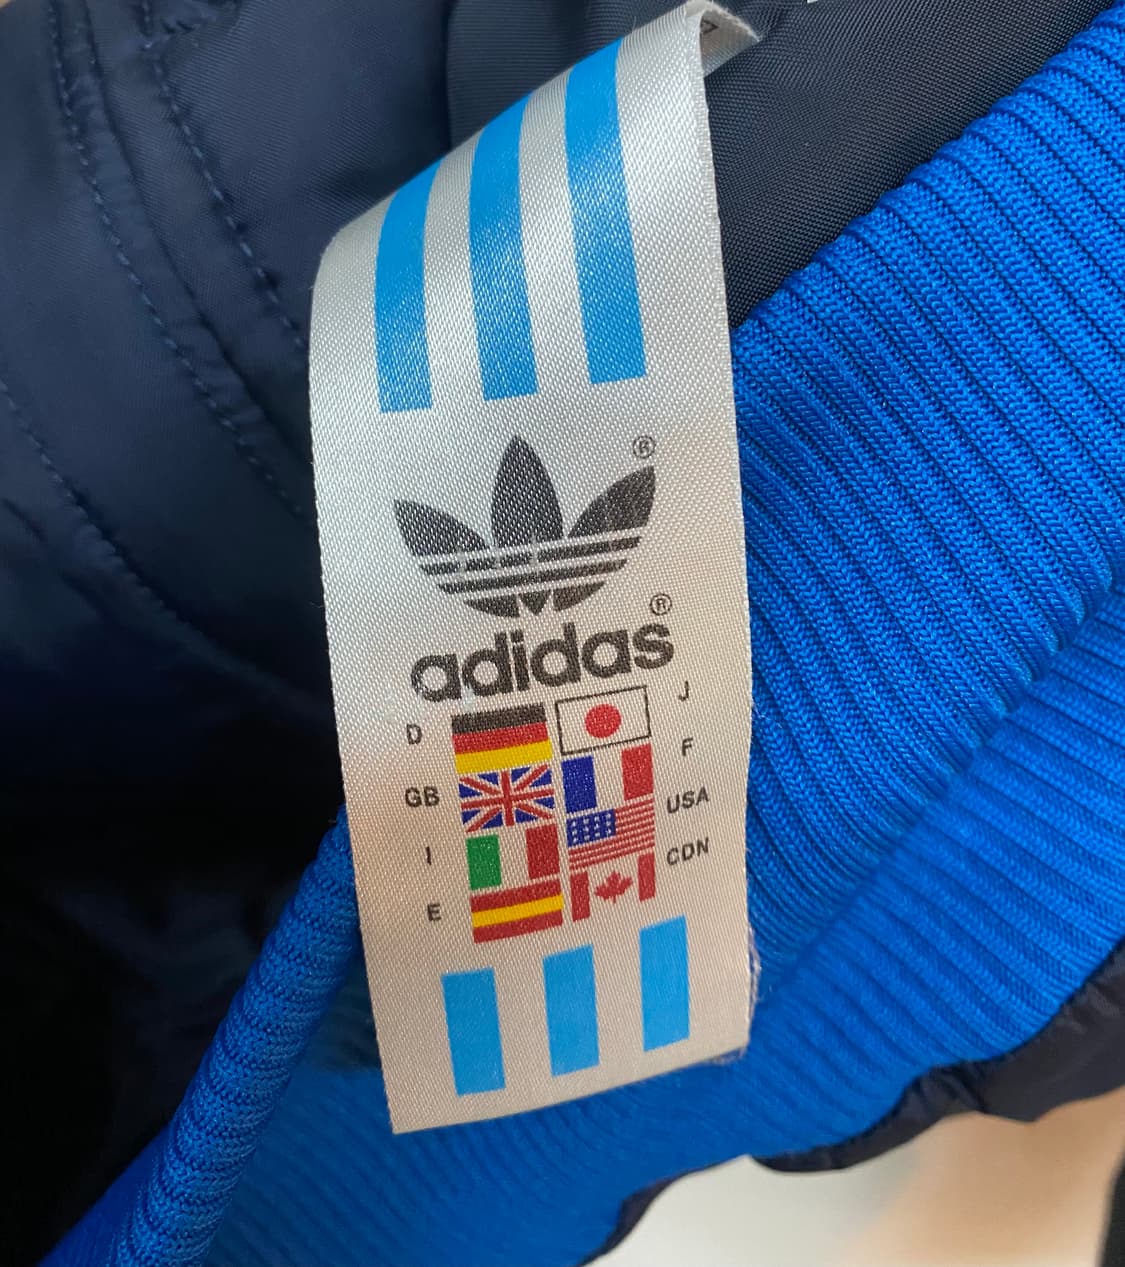 ®
adidas®
D J
GB F
I USA
E CDN